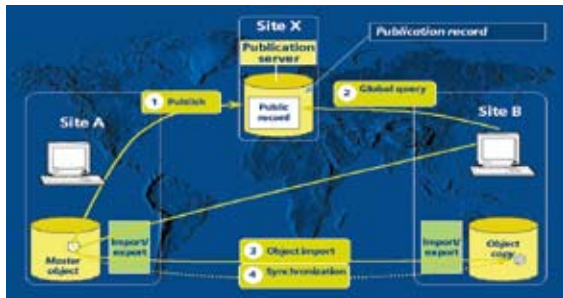 Site X
Publication
server
Publication record
1 Publish
Public
record
2 Global query
Site A
Site B
Master
object
Import/
export
3 Object import
4 Synchronization
Import/
export
Object
copy